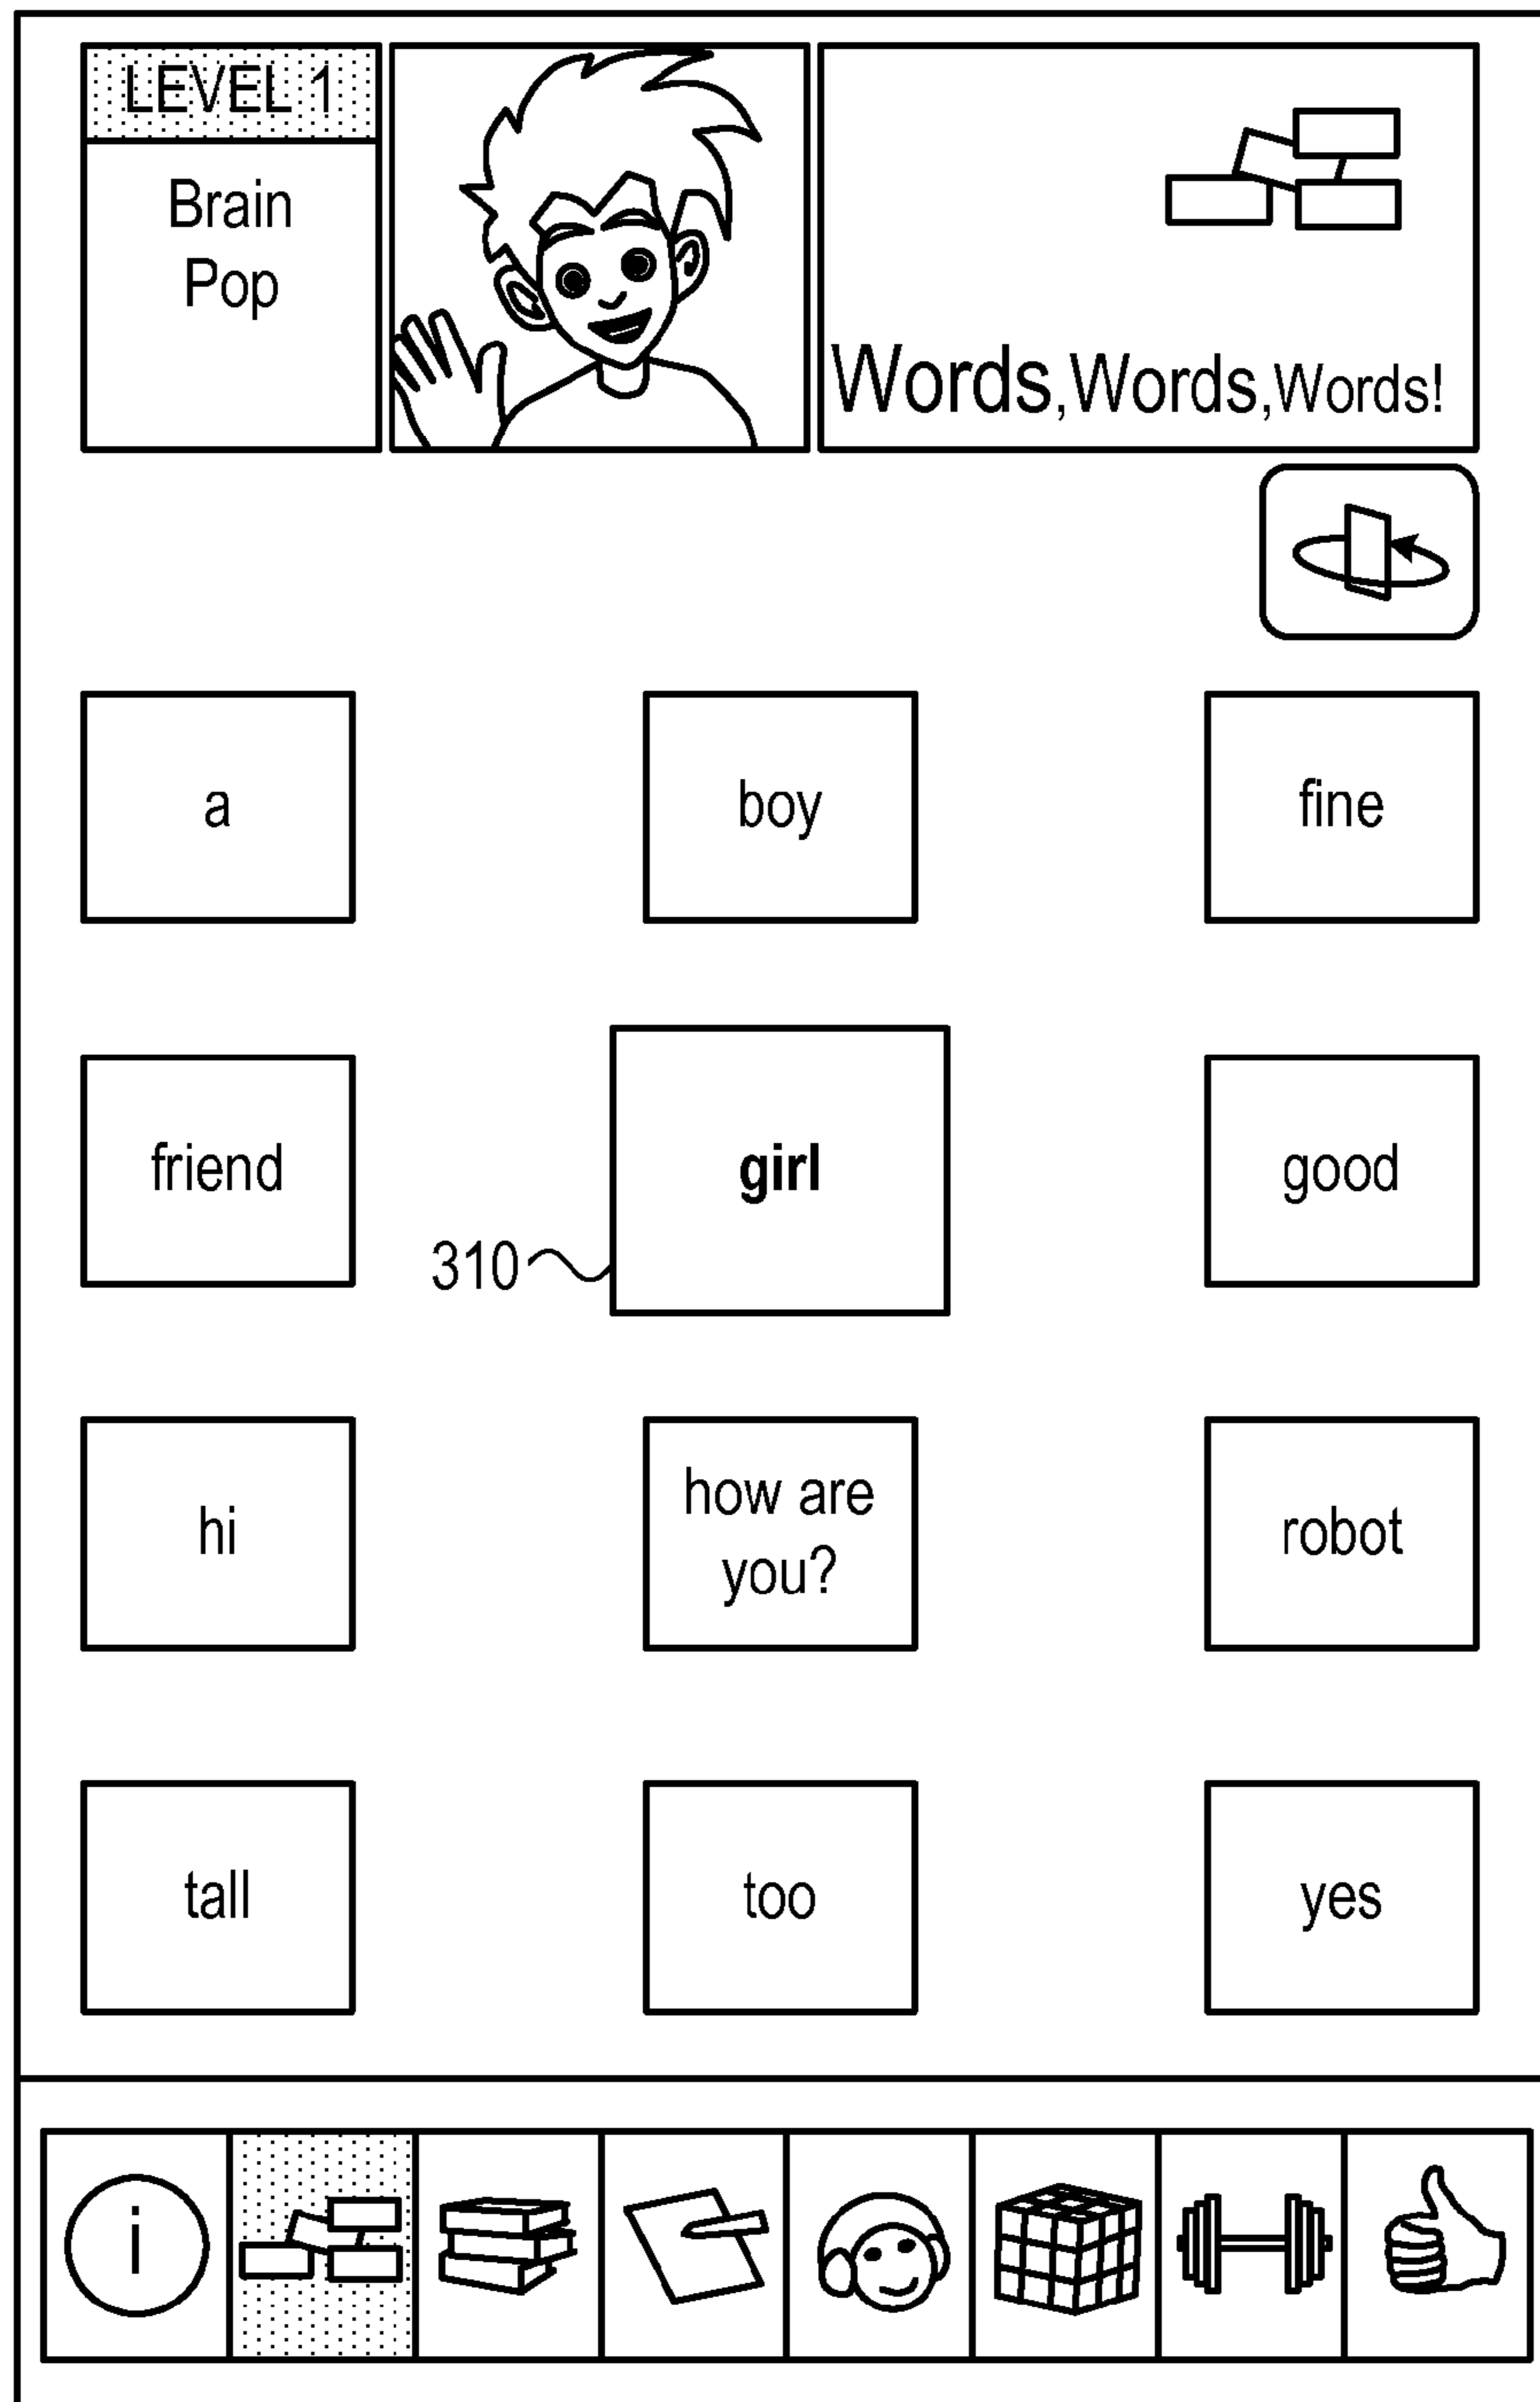 LEVEL 1
Brain
Pop
Words, Words, Words!
a
boy
fine
friend
girl
good
310
hi
how are
you?
robot
tall
too
yes
i